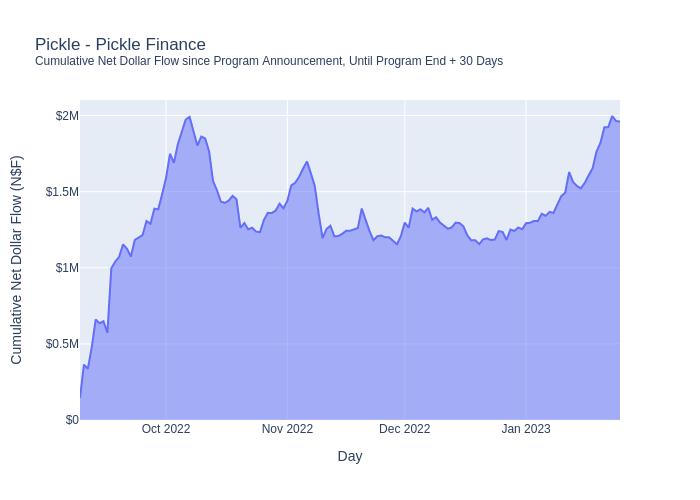 Pickle - Pickle Finance
Cumulative Net Dollar Flow since Program Announcement, Until Program End + 30 Days
Cumulative Net Dollar Flow (N$F)
$2M
$1.5M
$1M
$0.5M
$0
Oct 2022
Nov 2022
Dec 2022
Jan 2023
Day